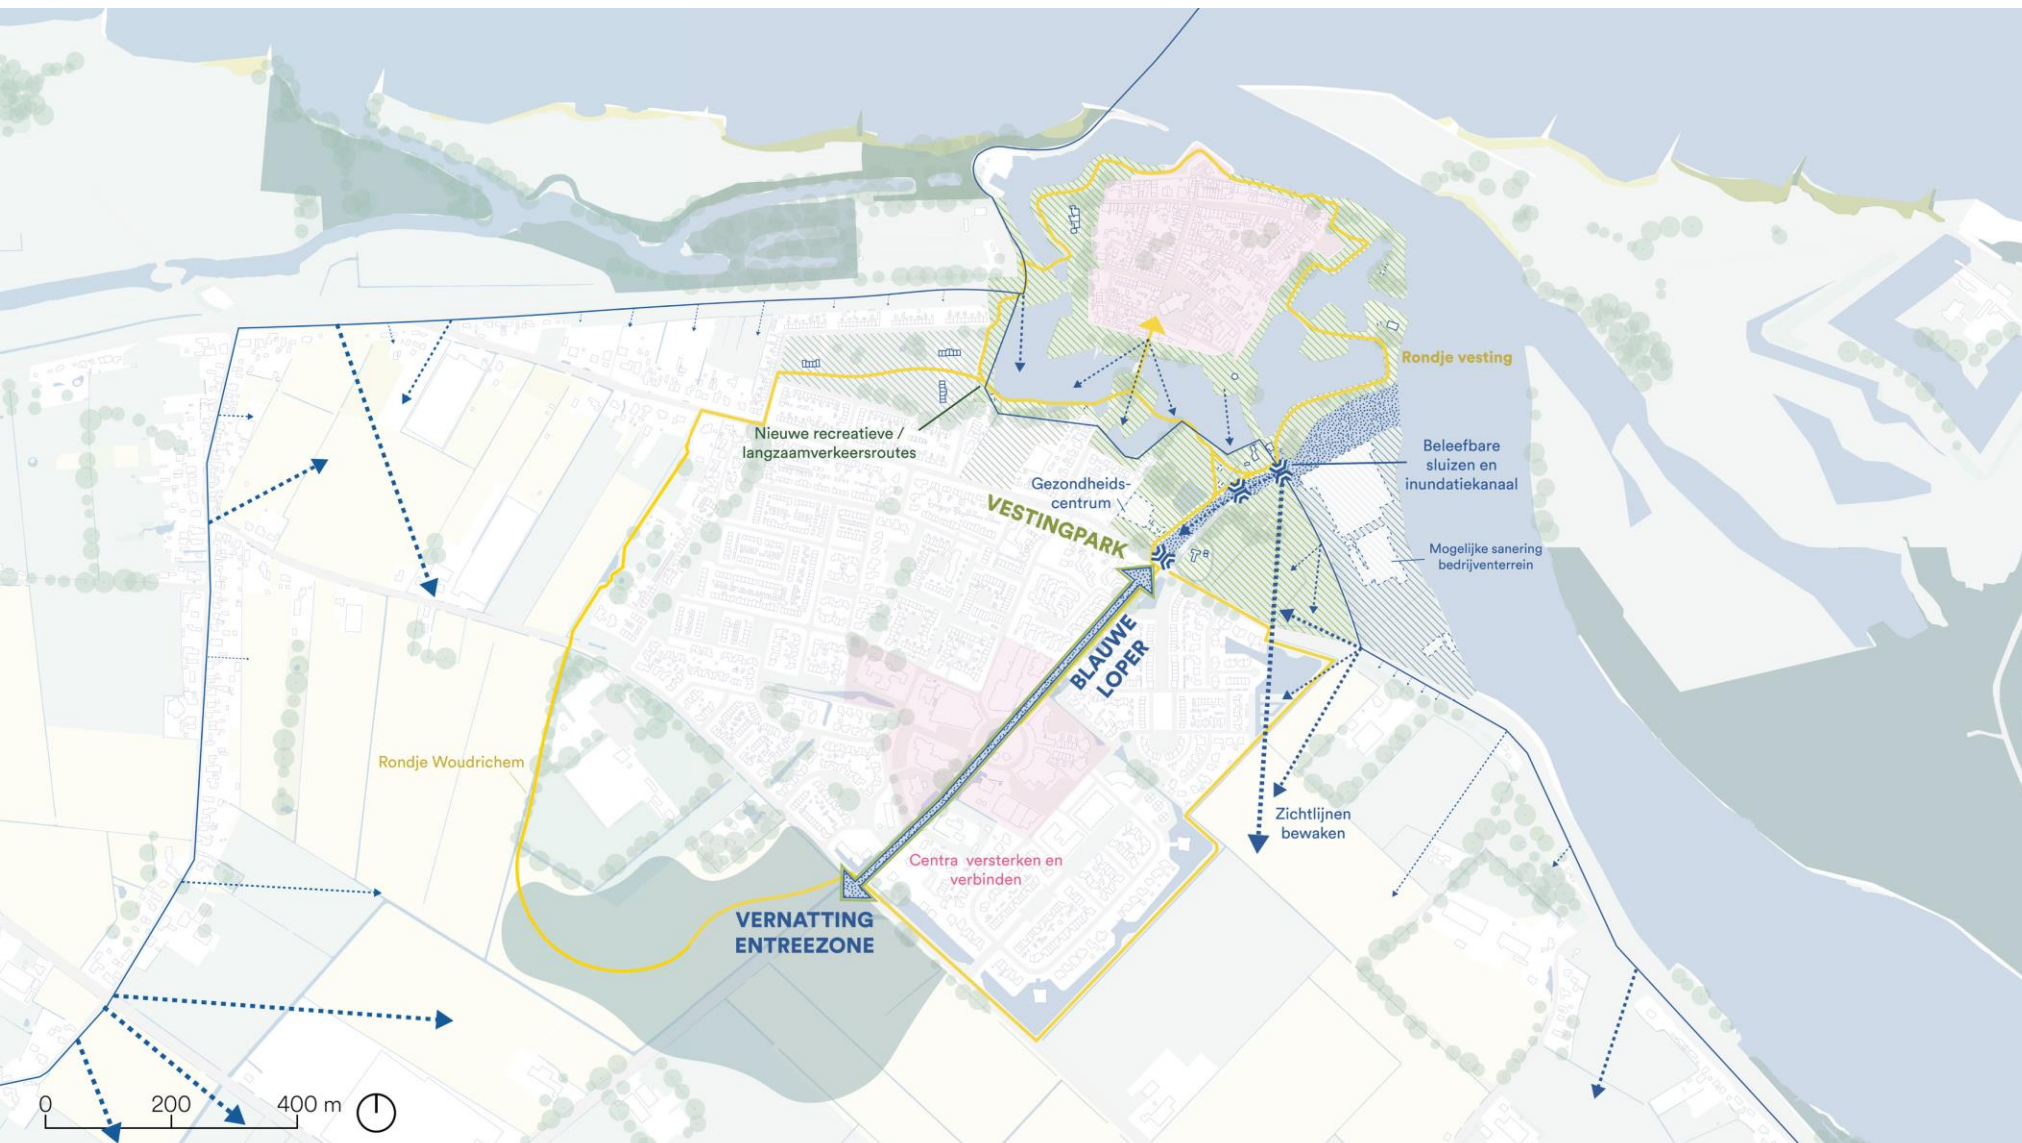 Rondje vesting
Nieuwe recreatieve /
langzaamverkeersroutes
Beleefbare
sluizen en
inundatiekanaal
Gezondheids-
centrum
VESTINGPARK
Mogelijke sanering
bedrijventerrein
BLAUWE
LOPER
Rondje Woudrichem
Zichtlijnen
bewaken
Centra versterken en
verbinden
VERNATTING
ENTREEZONE
0 200 400 m